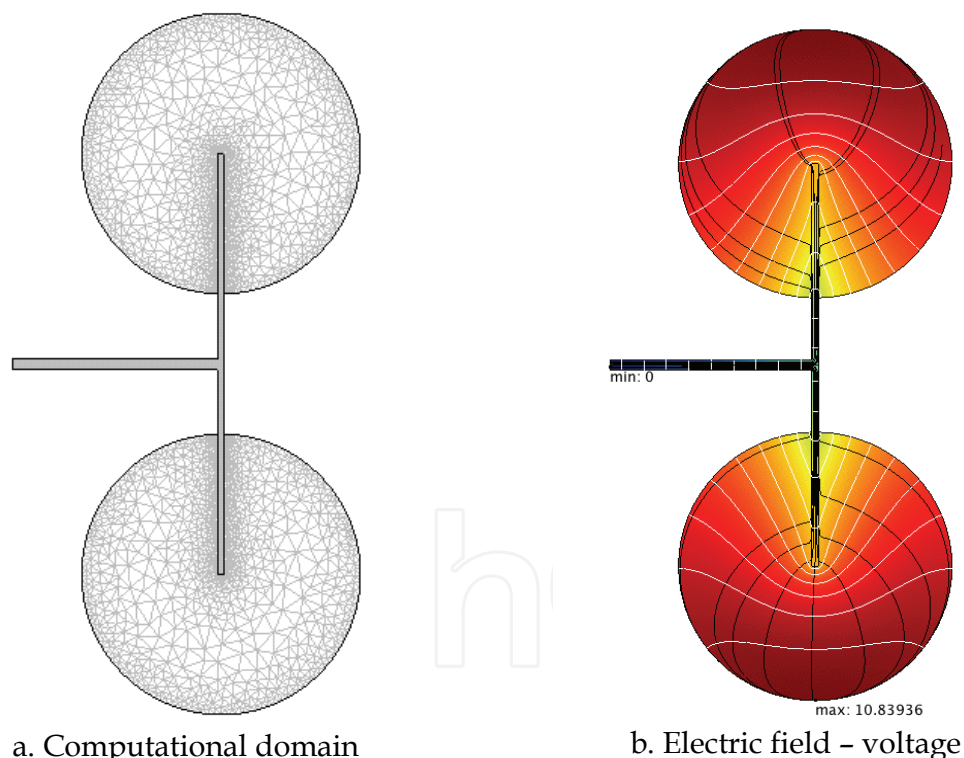 min: 0
max: 10.83936
a. Computational domain
b. Electric field – voltage